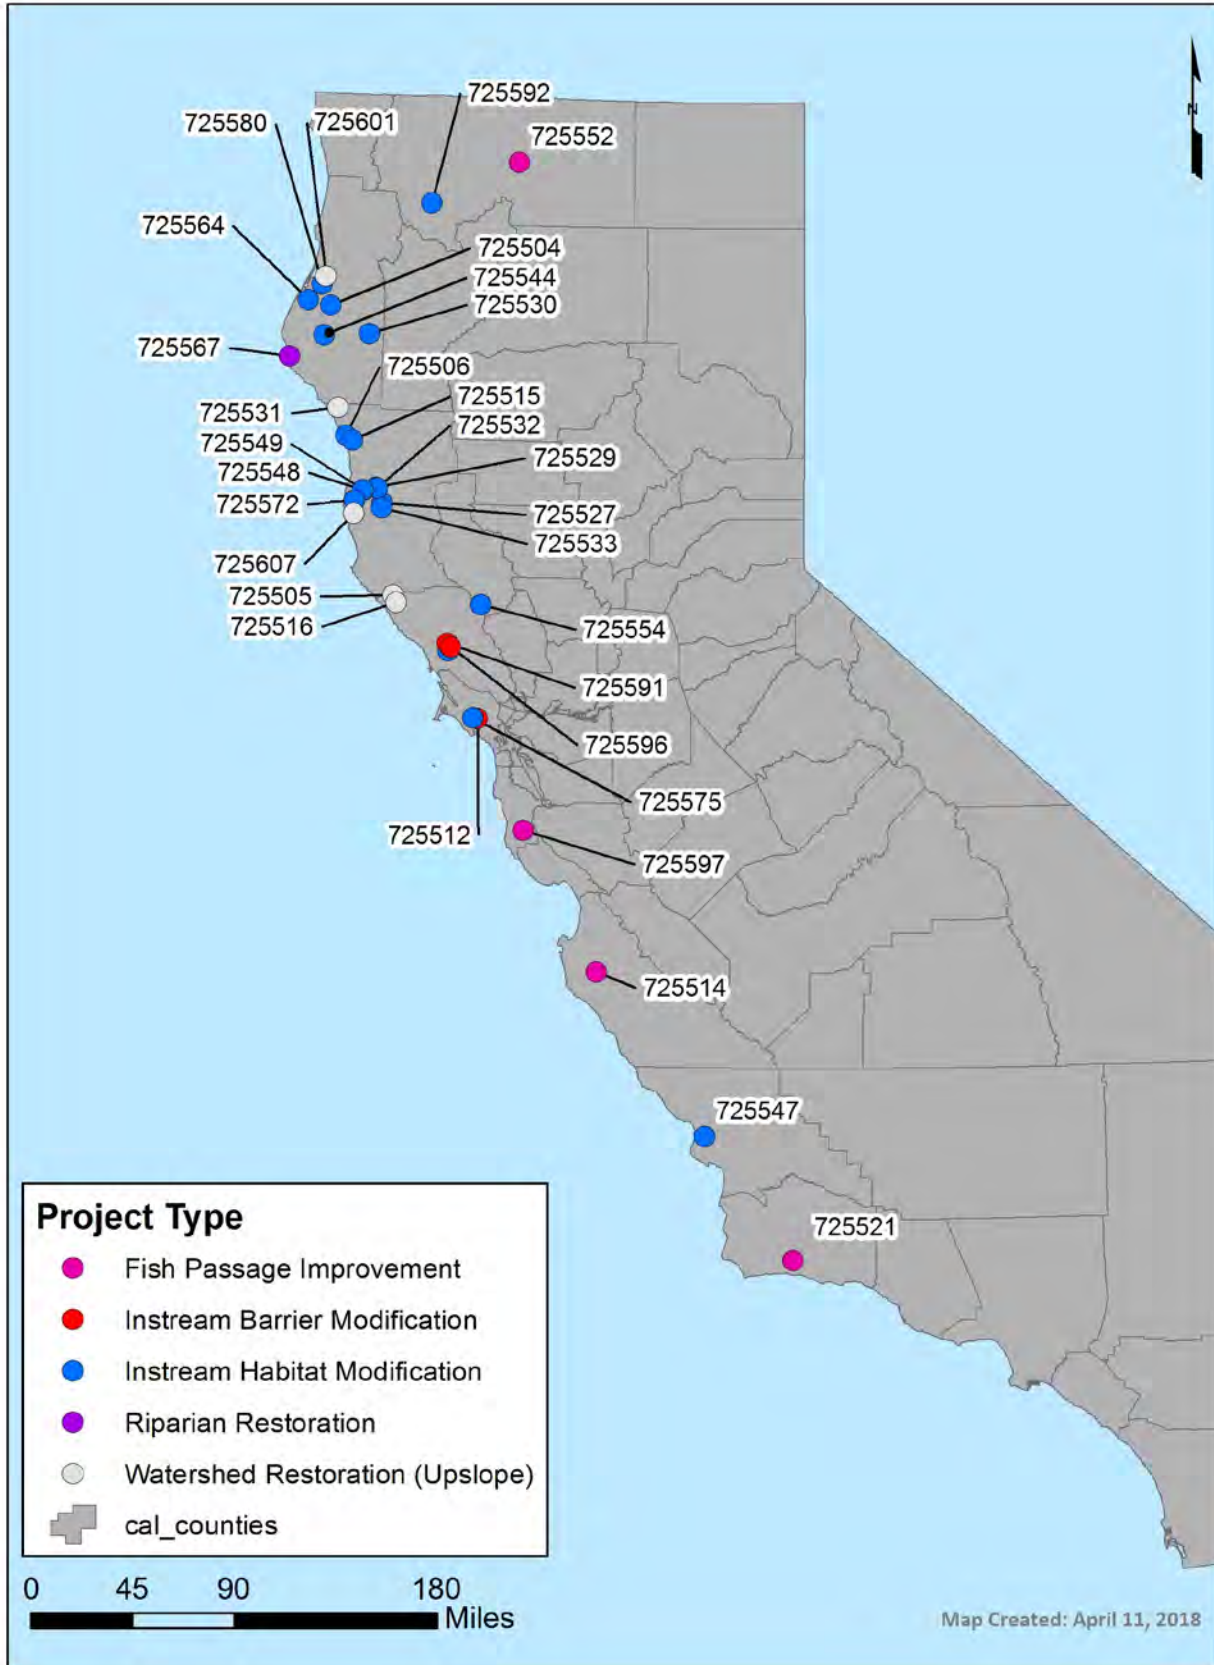 N
725592
725580
725601
725552
725564
725504
725544
725530
725567
725506
725515
725531
725532
725549
725529
725548
725572
725527
725533
725607
725505
725516
725554
725591
725596
725575
725512
725597
725514
725547
725521
Project Type
Fish Passage Improvement
Instream Barrier Modification
Instream Habitat Modification
Riparian Restoration
Watershed Restoration (Upslope)
cal_counties
0 45 90 180
Miles
Map Created: April 11, 2018